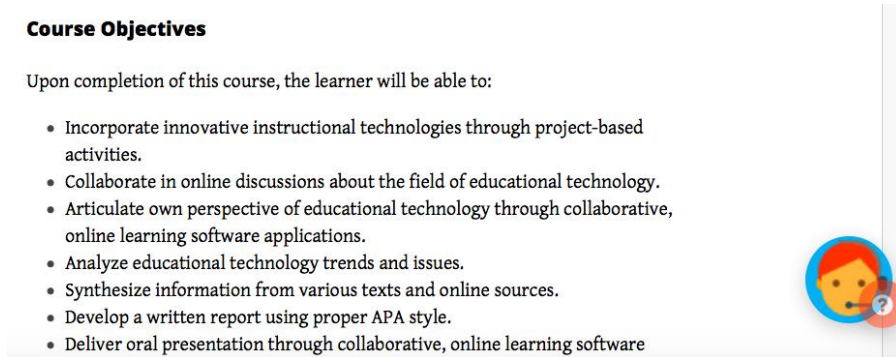 Course Objectives
Upon completion of this course, the learner will be able to:
• Incorporate innovative instructional technologies through project-based
activities.
• Collaborate in online discussions about the field of educational technology.
• Articulate own perspective of educational technology through collaborative,
online learning software applications.
• Analyze educational technology trends and issues.
• Synthesize information from various texts and online sources.
• Develop a written report using proper APA style.
• Deliver oral presentation through collaborative, online learning software
?